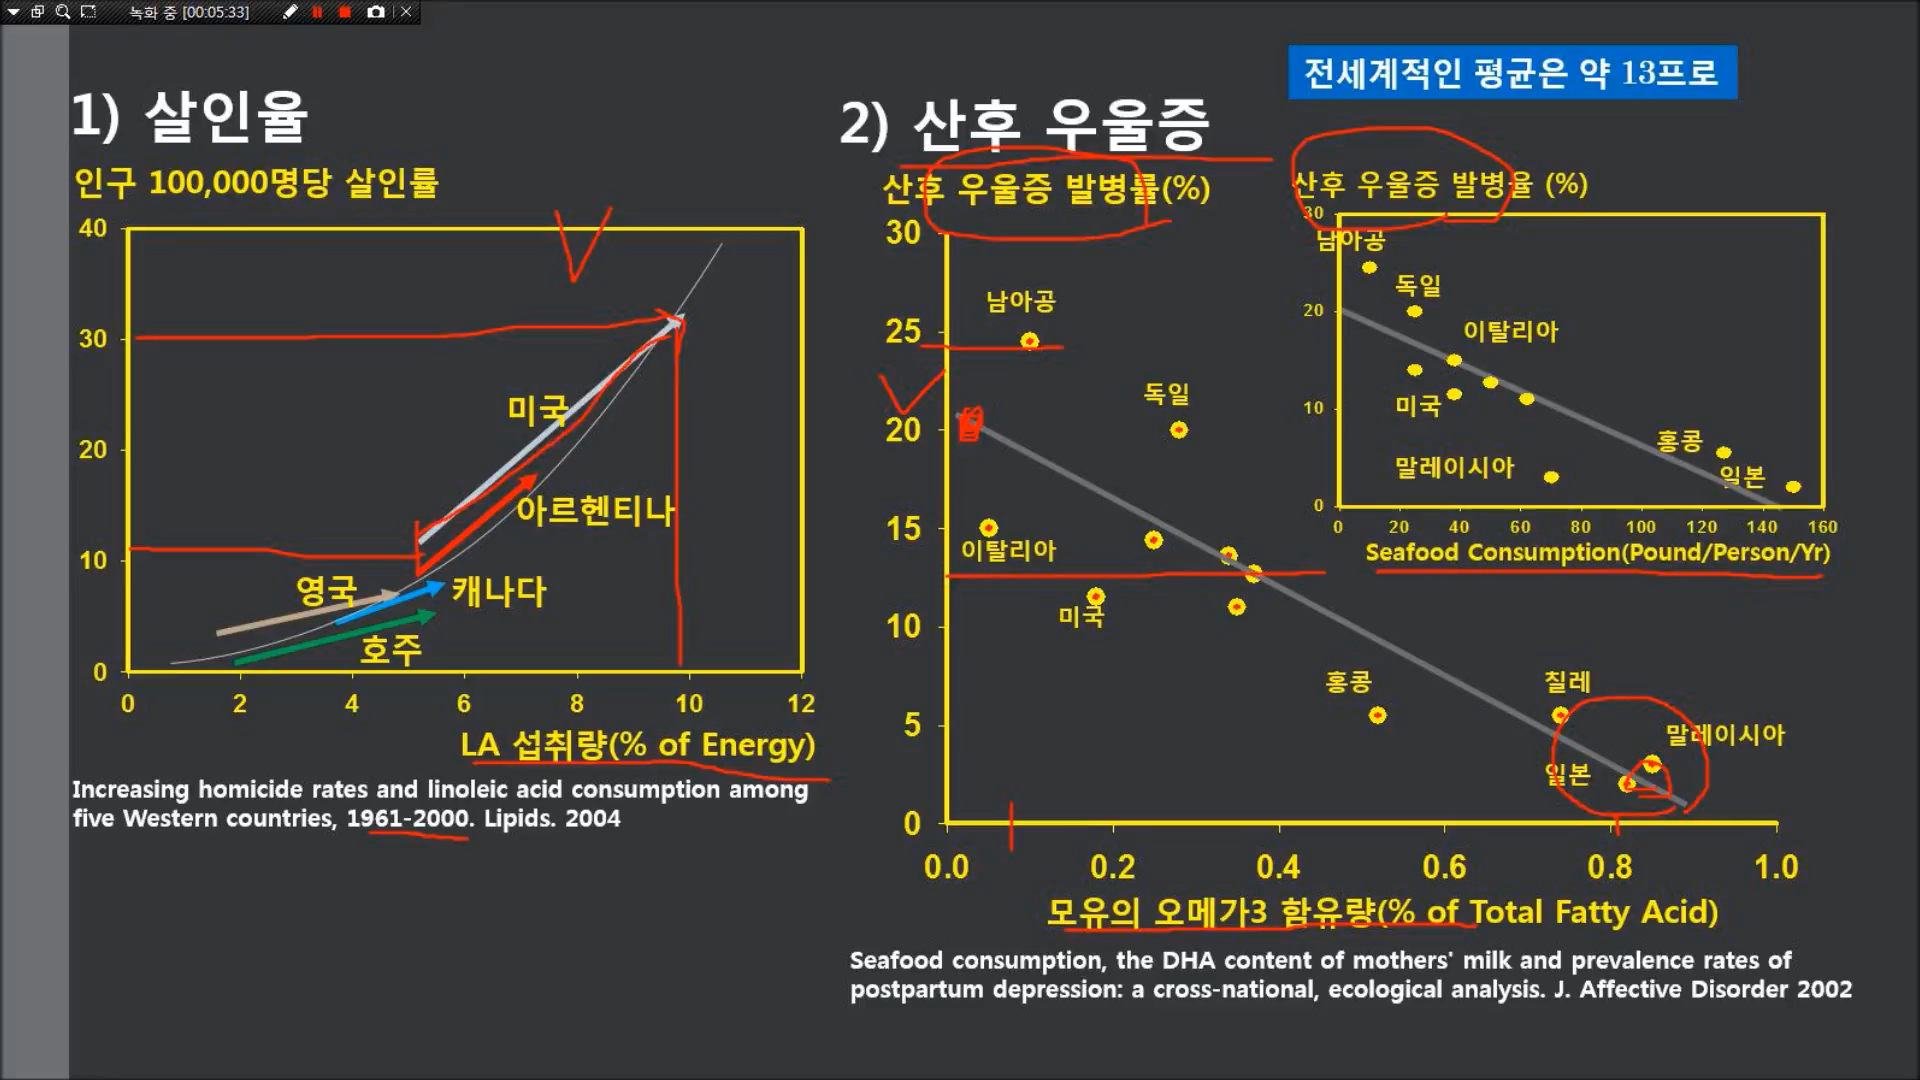 녹화 중 [00:05:33]
전세계적인 평균은 약 13프로
1) 살인율
인구 100,000명당 살인률
40
30
20
10
0
0 2 4 6 8 10 12
미국
아르헨티나
영국
캐나다
호주
LA 섭취량(% of Energy)
Increasing homicide rates and linoleic acid consumption among
five Western countries, 1961-2000. Lipids. 2004
2) 산후 우울증
산후 우울증 발병률(%)
30
25
20
15
10
5
0
0.0 0.2 0.4 0.6 0.8 1.0
남아공
독일
이탈리아
미국
홍콩
칠레
말레이시아
일본
모유의 오메가3 함유량(% of Total Fatty Acid)
산후 우울증 발병율 (%)
30
20
10
0
0 20 40 60 80 100 120 140 160
남아공
독일
이탈리아
미국
말레이시아
홍콩
일본
Seafood Consumption(Pound/Person/Yr)
Seafood consumption, the DHA content of mothers' milk and prevalence rates of
postpartum depression: a cross-national, ecological analysis. J. Affective Disorder 2002